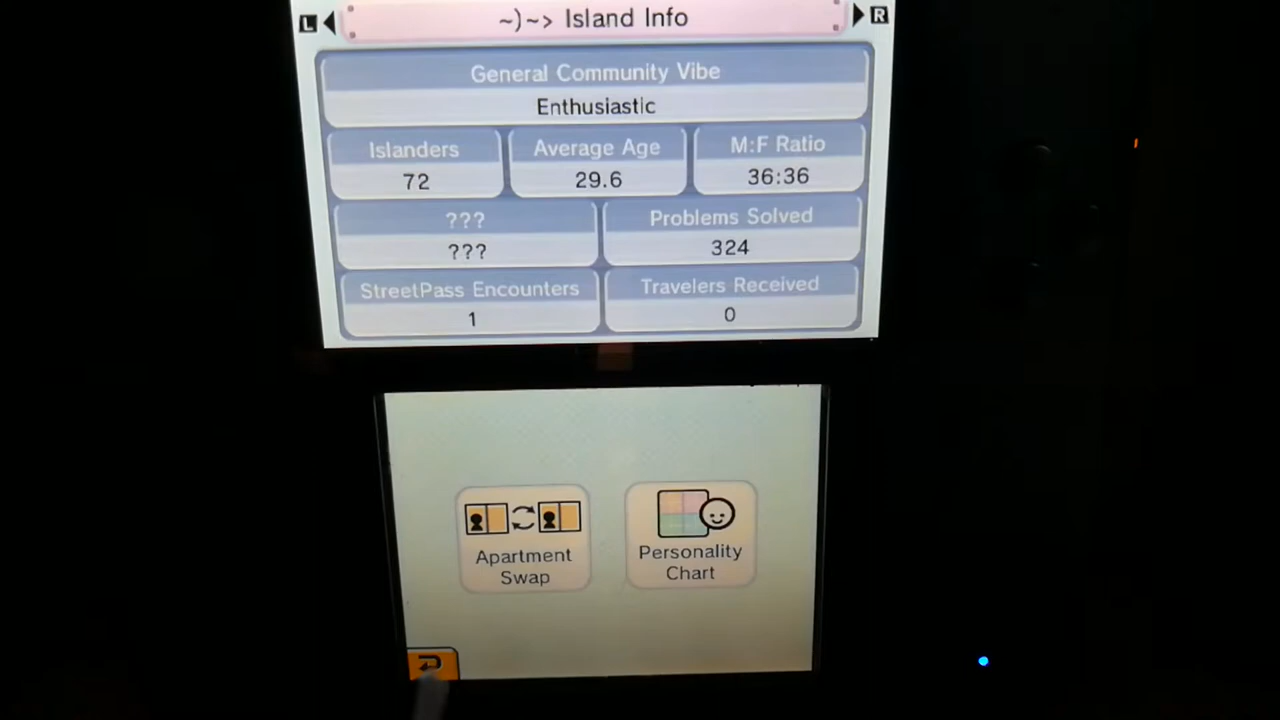 L ~)~> Island Info R
General Community Vibe
Enthusiastic
Islanders Average Age M:F Ratio
72 29.6 36:36
??? Problems Solved
??? 324
StreetPass Encounters Travelers Received
1 0
Apartment Personality
Swap Chart